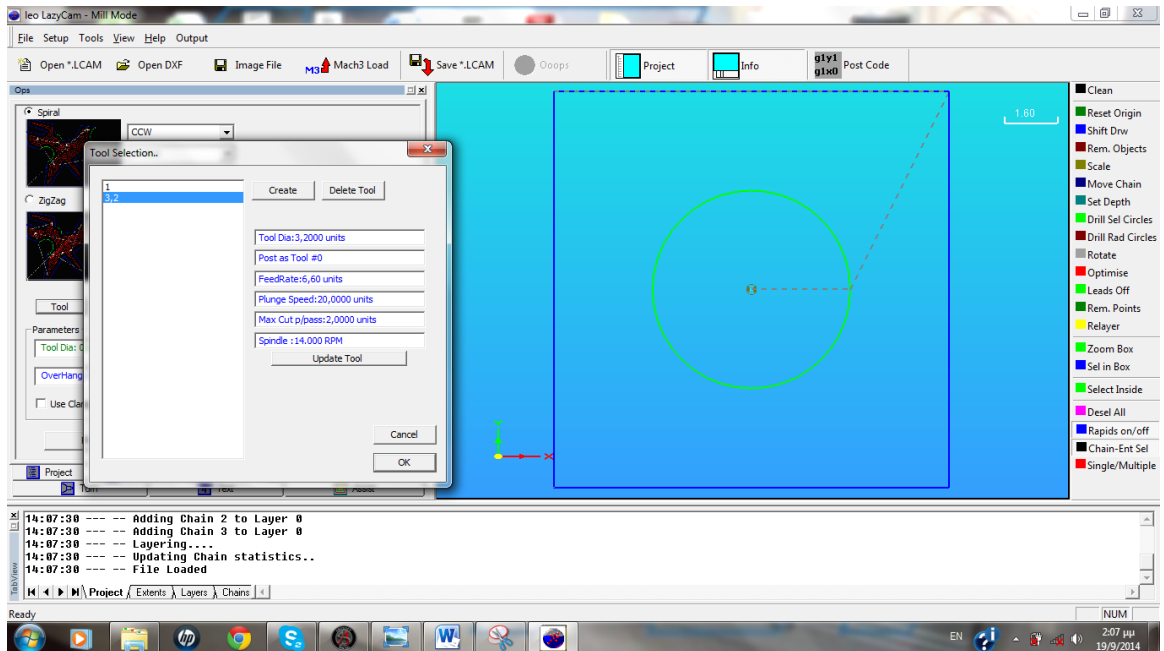 leo LazyCam - Mill Mode
File Setup Tools View Help Output
Open *.LCAM Open DXF Image File M3 Mach3 Load Save *.LCAM Ooops Project Info g1y1 g1x0 Post Code
Ops
Spiral
CCW
ZigZag
Tool
Parameters
Tool Dia: 0
OverHang
Use Cla
Project
Tool Selection..
1
3,2
Create Delete Tool
Tool Dia:3,2000 units
Post as Tool #0
FeedRate:6,60 units
Plunge Speed:20,0000 units
Max Cut p/pass:2,0000 units
Spindle :14.000 RPM
Update Tool
Cancel
OK
1.60
Clean
Reset Origin
Shift Drw
Rem. Objects
Scale
Move Chain
Set Depth
Drill Sel Circles
Drill Rad Circles
Rotate
Optimise
Leads Off
Rem. Points
Relayer
Zoom Box
Sel in Box
Select Inside
Desel All
Rapids on/off
Chain-Ent Sel
Single/Multiple
TabView
14:07:30 --- -- Adding Chain 2 to Layer 0
14:07:30 --- -- Adding Chain 3 to Layer 0
14:07:30 --- -- Layering....
14:07:30 --- -- Updating Chain statistics..
14:07:30 --- -- File Loaded
Project Extents Layers Chains
Ready
NUM
hp
EN
2:07 μμ
19/9/2014